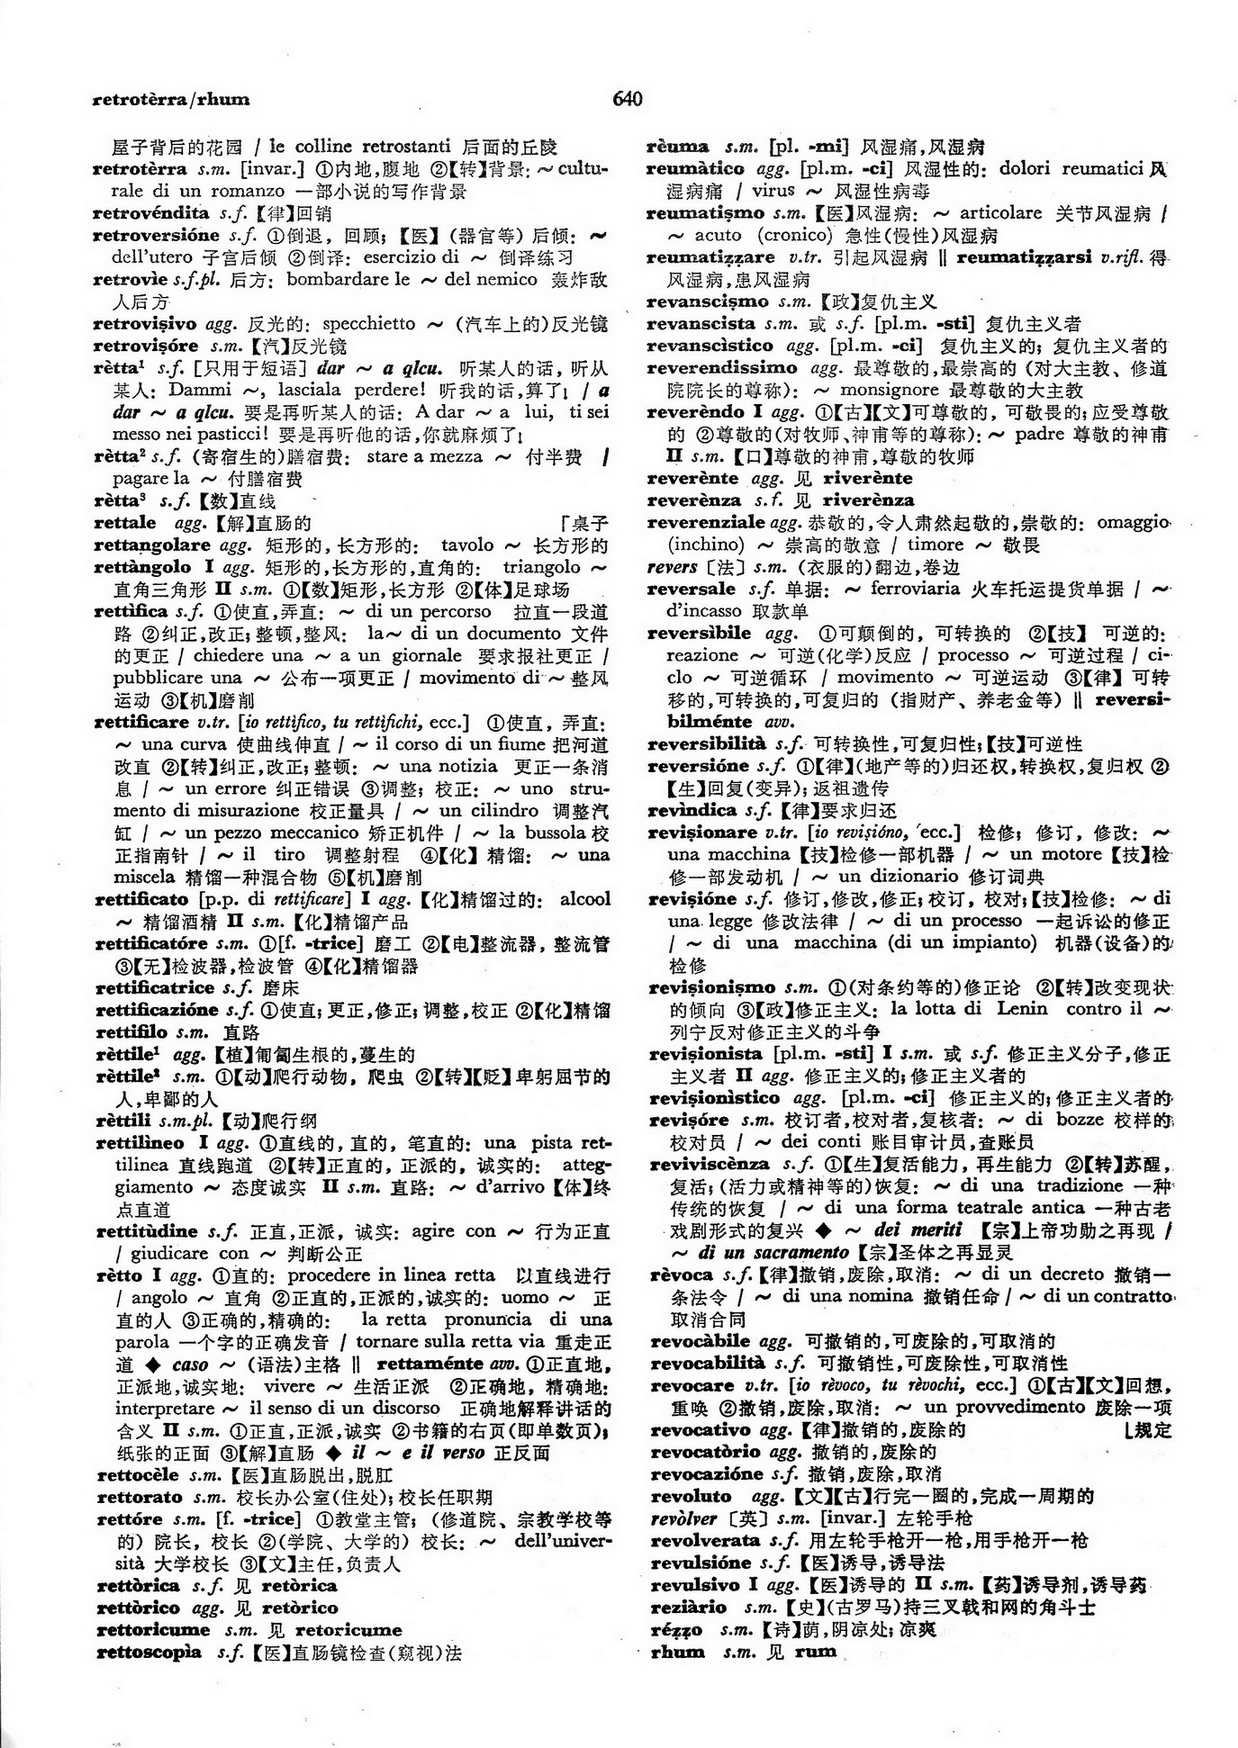 retrotèrra/rhum
640
屋子背后的花园 / le colline retrostanti 后面的丘陵
retrotèrra s.m. [invar.] ①内地,腹地 ②【转】背景: ~ cultu-
rale di un romanzo 一部小说的写作背景
retrovéndita s.f. 【律】回销
retroversióne s.f. ①倒退, 回顾; 【医】 (器官等) 后倾: ~
dell'utero 子宫后倾 ②倒译: esercizio di ~ 倒译练习
retrovìe s.f.pl. 后方: bombardare le ~ del nemico 轰炸敌
人后方
retroviṣivo agg. 反光的: specchietto ~ (汽车上的)反光镜
retroviṣóre s.m. 【汽】反光镜
rètta¹ s.f. [只用于短语] dar ~ a qlcu. 听某人的话, 听从
某人: Dammi ~, lasciala perdere! 听我的话,算了! / a
dar ~ a qlcu. 要是再听某人的话: A dar ~ a lui, ti sei
messo nei pasticci! 要是再听他的话,你就麻烦了!
rètta² s.f. (寄宿生的)膳宿费: stare a mezza ~ 付半费 /
pagare la ~ 付膳宿费
rètta³ s.f. 【数】直线
rettale agg. 【解】直肠的 「桌子
rettangolare agg. 矩形的, 长方形的: tavolo ~ 长方形的
rettàngolo I agg. 矩形的,长方形的,直角的: triangolo ~
直角三角形 II s.m. ①【数】矩形,长方形 ②【体】足球场
rettìfica s.f. ①使直,弄直: ~ di un percorso 拉直一段道
路 ②纠正,改正;整顿,整风: la~ di un documento 文件
的更正 / chiedere una ~ a un giornale 要求报社更正 /
pubblicare una ~ 公布一项更正 / movimento di ~ 整风
运动 ③【机】磨削
rettificare v.tr. [io rettìfico, tu rettìfichi, ecc.] ①使直, 弄直:
~ una curva 使曲线伸直 / ~ il corso di un fiume 把河道
改直 ②【转】纠正,改正;整顿: ~ una notizia 更正一条消
息 / ~ un errore 纠正错误 ③调整; 校正: ~ uno stru-
mento di misurazione 校正量具 / ~ un cilindro 调整汽
缸 / ~ un pezzo meccanico 矫正机件 / ~ la bussola 校
正指南针 / ~ il tiro 调整射程 ④【化】 精馏: ~ una
miscela 精馏一种混合物 ⑤【机】磨削
rettificato [p.p. di rettificare] I agg. 【化】精馏过的: alcool
~ 精馏酒精 II s.m. 【化】精馏产品
rettificatóre s.m. ①[f. -trice] 磨工 ②【电】整流器, 整流管
③【无】检波器,检波管 ④【化】精馏器
rettificatrice s.f. 磨床
rettificazióne s.f. ①使直;更正,修正;调整,校正 ②【化】精馏
rettifilo s.m. 直路
rèttile¹ agg. 【植】匍匐生根的,蔓生的
rèttile² s.m. ①【动】爬行动物, 爬虫 ②【转】【贬】卑躬屈节的
人,卑鄙的人
rèttili s.m.pl. 【动】爬行纲
rettilìneo I agg. ①直线的, 直的, 笔直的: una pista ret-
tilinea 直线跑道 ②【转】正直的, 正派的, 诚实的: atteg-
giamento ~ 态度诚实 II s.m. 直路: ~ d'arrivo 【体】终
点直道
rettitùdine s.f. 正直,正派, 诚实: agire con ~ 行为正直
/ giudicare con ~ 判断公正
rètto I agg. ①直的: procedere in linea retta 以直线进行
/ angolo ~ 直角 ②正直的,正派的,诚实的: uomo ~ 正
直的人 ③正确的,精确的: la retta pronuncia di una
parola 一个字的正确发音 / tornare sulla retta via 重走正
道 ◆ caso ~ (语法)主格 ‖ rettaménte avv. ①正直地,
正派地,诚实地: vivere ~ 生活正派 ②正确地, 精确地:
interpretare ~ il senso di un discorso 正确地解释讲话的
含义 II s.m. ①正直,正派,诚实 ②书籍的右页(即单数页);
纸张的正面 ③【解】直肠 ◆ il ~ e il verso 正反面
rettocèle s.m. 【医】直肠脱出,脱肛
rettorato s.m. 校长办公室(住处);校长任职期
rettóre s.m. [f. -trice] ①教堂主管; (修道院、宗教学校等
的) 院长, 校长 ②(学院、大学的) 校长: ~ dell'univer-
sità 大学校长 ③【文】主任,负责人
rettòrica s.f. 见 retòrica
rettòrico agg. 见 retòrico
rettoricume s.m. 见 retoricume
rettoscopìa s.f. 【医】直肠镜检查(窥视)法
rèuma s.m. [pl. -mi] 风湿痛,风湿病
reumàtico agg. [pl.m. -ci] 风湿性的: dolori reumatici 风
湿病痛 / virus ~ 风湿性病毒
reumatiṣmo s.m. 【医】风湿病: ~ articolare 关节风湿病 /
~ acuto (cronico) 急性(慢性)风湿病
reumatiẓẓare v.tr. 引起风湿病 ‖ reumatiẓẓarsi v.rifl. 得
风湿病,患风湿病
revansciṣmo s.m. 【政】复仇主义
revanscista s.m. 或 s.f. [pl.m. -sti] 复仇主义者
revanscìstico agg. [pl.m. -ci] 复仇主义的; 复仇主义者的
reverendissimo agg. 最尊敬的,最崇高的 (对大主教、修道
院院长的尊称): ~ monsignore 最尊敬的大主教
reverèndo I agg. ①【古】【文】可尊敬的, 可敬畏的;应受尊敬
的 ②尊敬的(对牧师、神甫等的尊称): ~ padre 尊敬的神甫
II s.m. 【口】尊敬的神甫,尊敬的牧师
reverènte agg. 见 riverènte
reverènza s.f. 见 riverènza
reverenziale agg. 恭敬的,令人肃然起敬的,崇敬的: omaggio
(inchino) ~ 崇高的敬意 / timore ~ 敬畏
revers 〔法〕 s.m. (衣服的)翻边,卷边
reversale s.f. 单据: ~ ferroviaria 火车托运提货单据 / ~
d'incasso 取款单
reversìbile agg. ①可颠倒的, 可转换的 ②【技】 可逆的:
reazione ~ 可逆(化学)反应 / processo ~ 可逆过程 / ci-
clo ~ 可逆循环 / movimento ~ 可逆运动 ③【律】可转
移的,可转换的,可复归的 (指财产、养老金等) ‖ reversi-
bilménte avv.
reversibilità s.f. 可转换性,可复归性;【技】可逆性
reversióne s.f. ①【律】(地产等的)归还权,转换权,复归权 ②
【生】回复(变异); 返祖遗传
revìndica s.f. 【律】要求归还
reviṣionare v.tr. [io reviṣióno, ecc.] 检修; 修订, 修改: ~
una macchina 【技】检修一部机器 / ~ un motore 【技】检
修一部发动机 / ~ un dizionario 修订词典
reviṣióne s.f. 修订,修改,修正;校订, 校对;【技】检修: ~ di
una legge 修改法律 / ~ di un processo 一起诉讼的修正
/ ~ di una macchina (di un impianto) 机器(设备)的
检修
reviṣioniṣmo s.m. ①(对条约等的)修正论 ②【转】改变现状
的倾向 ③【政】修正主义: la lotta di Lenin contro il ~
列宁反对修正主义的斗争
reviṣionista [pl.m. -sti] I s.m. 或 s.f. 修正主义分子,修正
主义者 II agg. 修正主义的;修正主义者的
reviṣionìstico agg. [pl.m. -ci] 修正主义的;修正主义者的
reviṣóre s.m. 校订者,校对者,复核者: ~ di bozze 校样的
校对员 / ~ dei conti 账目审计员,查账员
reviviscènza s.f. ①【生】复活能力, 再生能力 ②【转】苏醒,
复活; (活力或精神等的)恢复: ~ di una tradizione 一种
传统的恢复 / ~ di una forma teatrale antica 一种古老
戏剧形式的复兴 ◆ ~ dei meriti 【宗】上帝功勋之再现 /
~ di un sacramento 【宗】圣体之再显灵
rèvoca s.f. 【律】撤销,废除,取消: ~ di un decreto 撤销一
条法令 / ~ di una nomina 撤销任命 / ~ di un contratto
取消合同
revocàbile agg. 可撤销的,可废除的,可取消的
revocabilità s.f. 可撤销性,可废除性,可取消性
revocare v.tr. [io rèvoco, tu rèvochi, ecc.] ①【古】【文】回想,
重唤 ②撤销,废除,取消: ~ un provvedimento 废除一项
revocativo agg. 【律】撤销的,废除的 ⌊规定
revocatòrio agg. 撤销的,废除的
revocazióne s.f. 撤销,废除,取消
revoluto agg. 【文】【古】行完一圈的,完成一周期的
revòlver 〔英〕 s.m. [invar.] 左轮手枪
revolverata s.f. 用左轮手枪开一枪,用手枪开一枪
revulsióne s.f. 【医】诱导,诱导法
revulsivo I agg. 【医】诱导的 II s.m. 【药】诱导剂,诱导药
reziàrio s.m. 【史】(古罗马)持三叉戟和网的角斗士
réẓẓo s.m. 【诗】荫,阴凉处;凉爽
rhum s.m. 见 rum